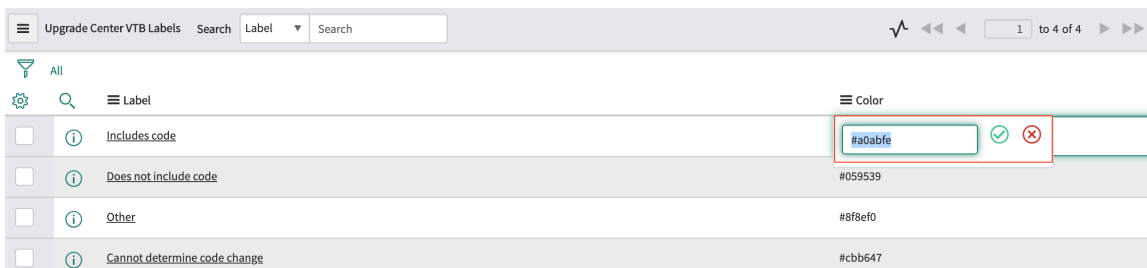 Upgrade Center VTB Labels Search Label Search 1 to 4 of 4
All
Label Color
Includes code #a0abfe
Does not include code #059539
Other #8f8ef0
Cannot determine code change #cbb647